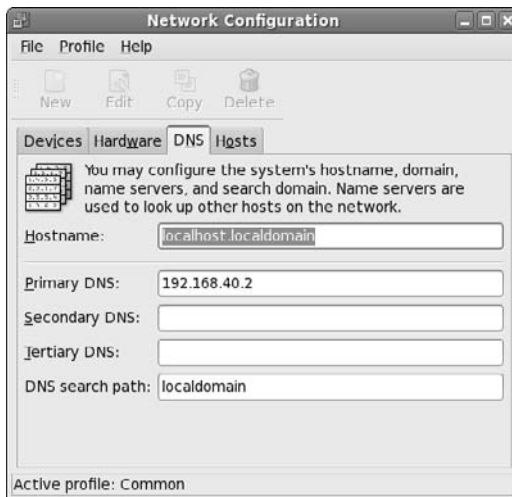 Network Configuration
File Profile Help
New Edit Copy Delete
Devices Hardware DNS Hosts
You may configure the system's hostname, domain,
name servers, and search domain. Name servers are
used to look up other hosts on the network.
Hostname: localhost.localdomain
Primary DNS: 192.168.40.2
Secondary DNS:
Tertiary DNS:
DNS search path: localdomain
Active profile: Common